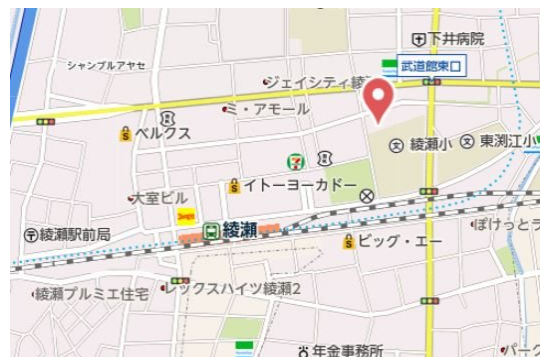 下井病院
武道館東口
シャンブルアヤセ
ジェイシティ綾
ミ・アモール
ベルクス
綾瀬小
東渕江小
イトーヨーカドー
大室ビル
綾瀬
綾瀬駅前局
ビッグ・エー
ぽけっとラ
綾瀬プルミエ住宅
レックスハイツ綾瀬2
年金事務所
パーク